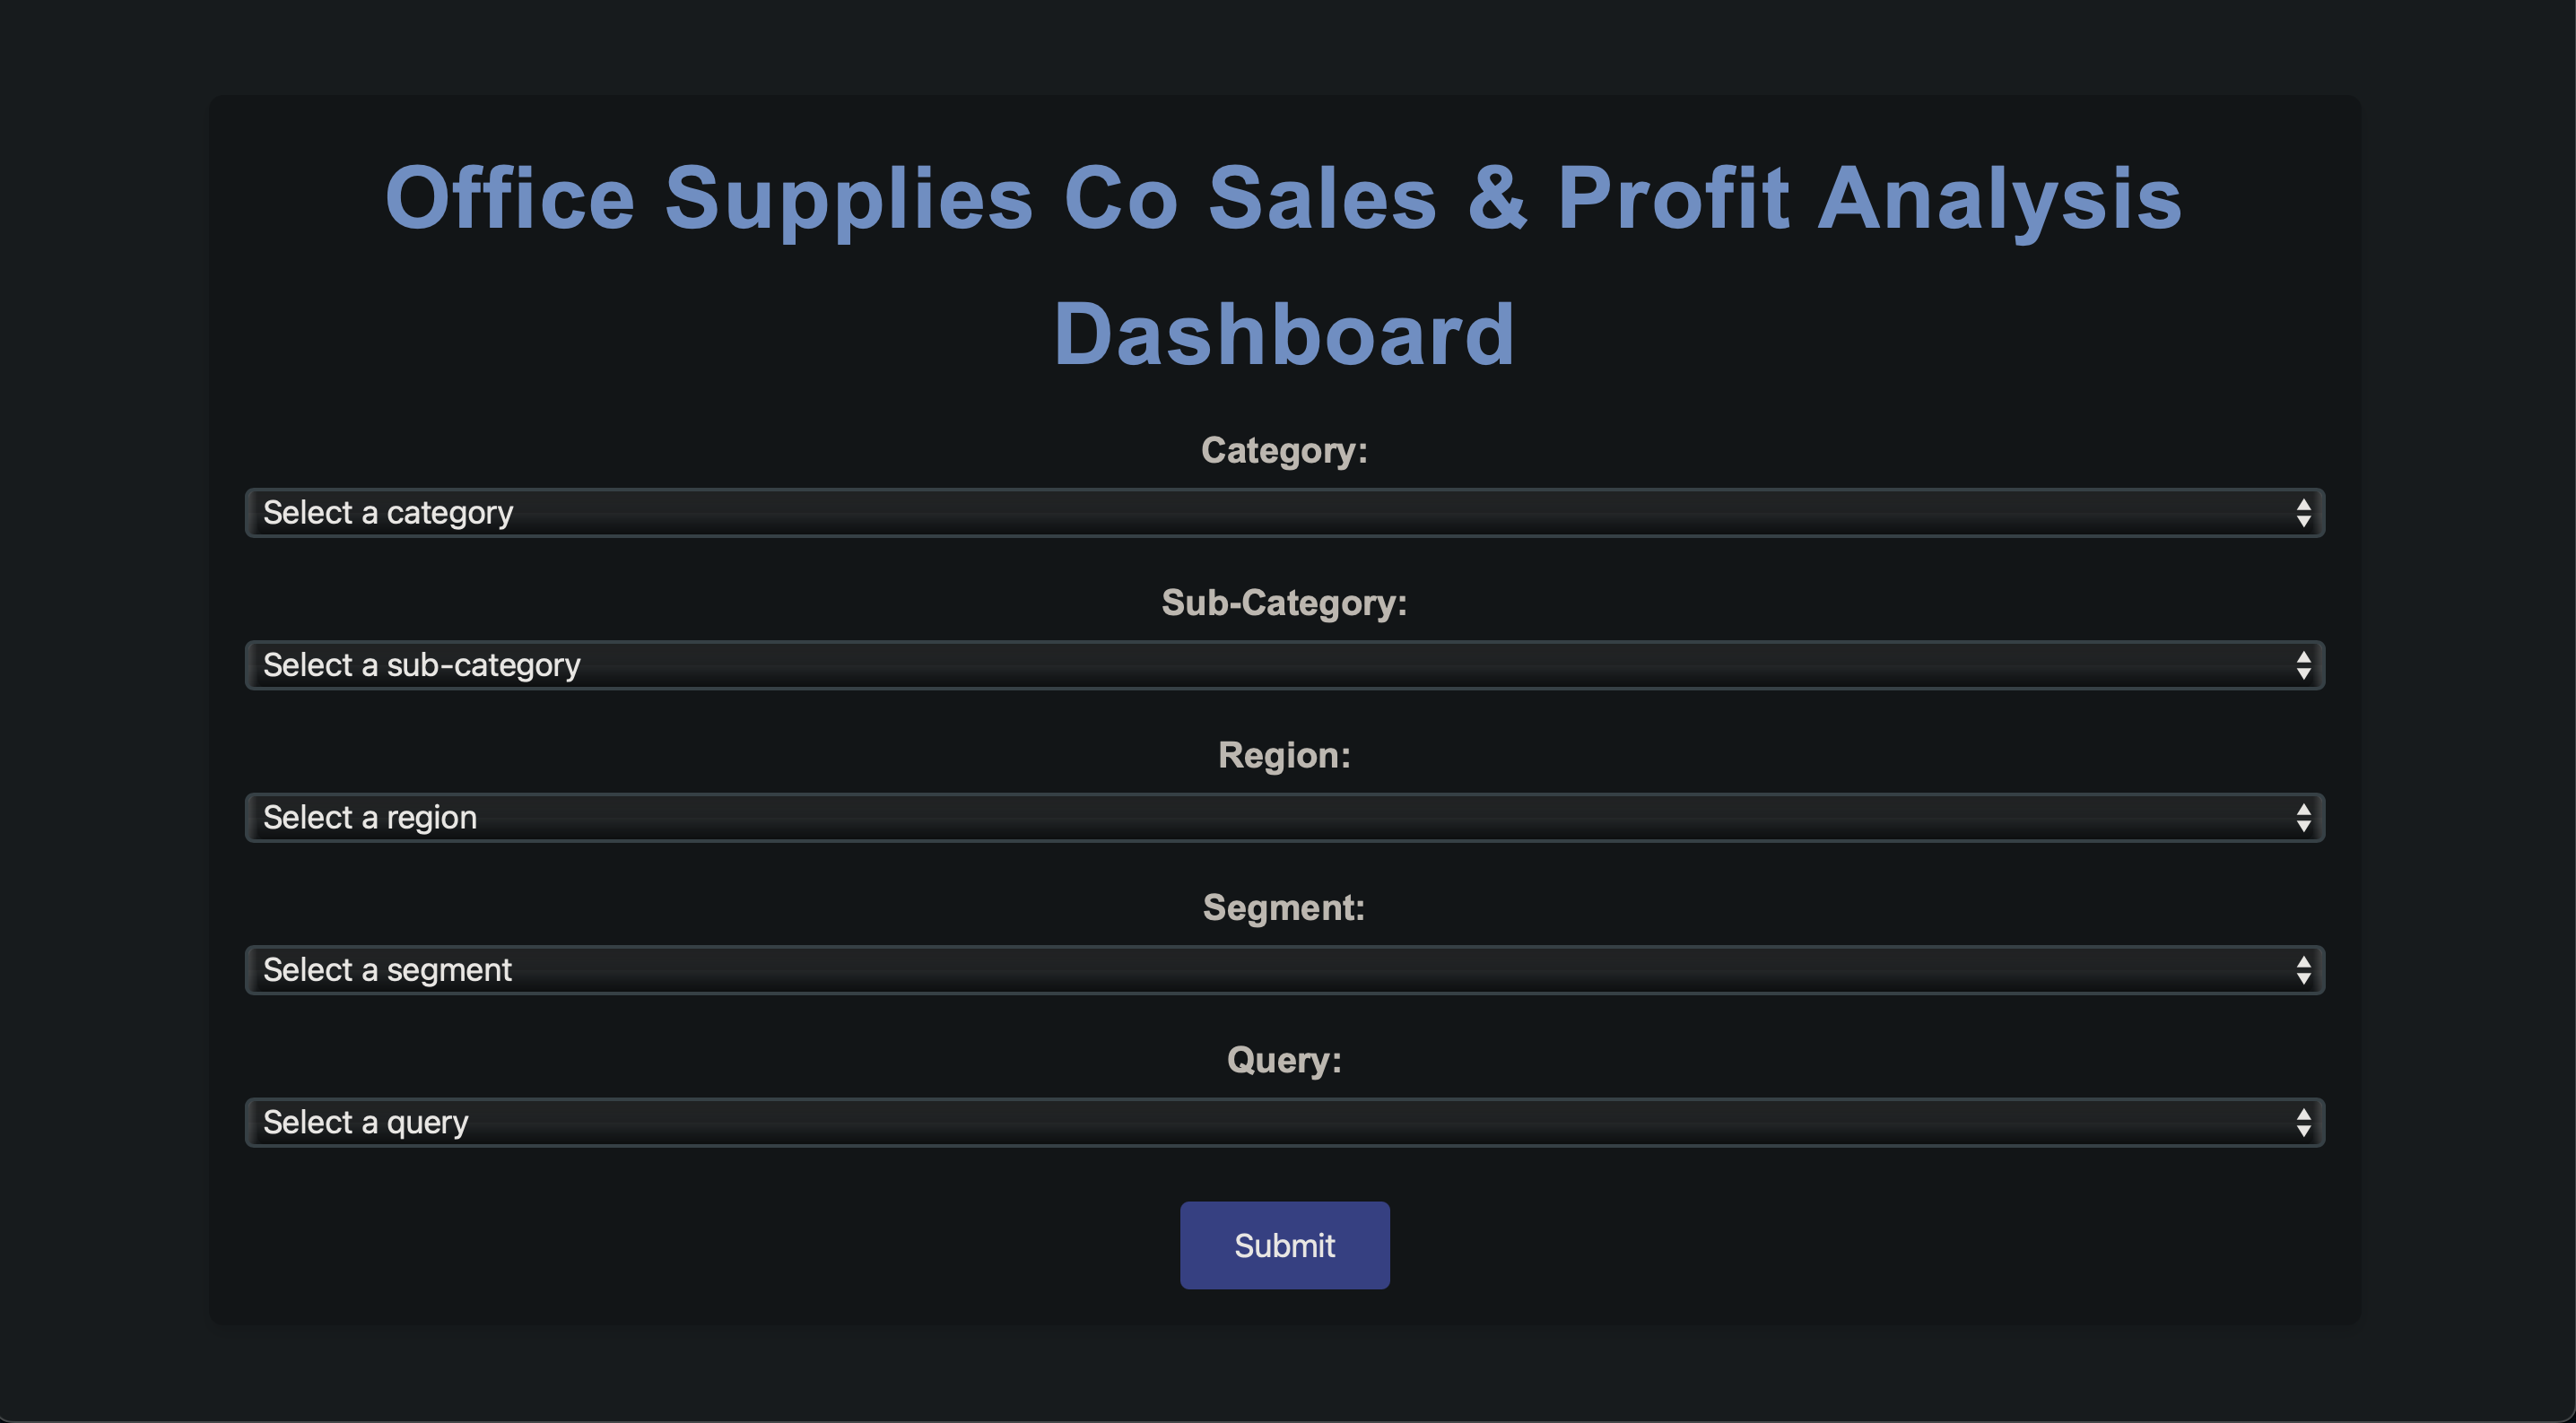 Office Supplies Co Sales & Profit Analysis
Dashboard
Category:
Select a category
Sub-Category:
Select a sub-category
Region:
Select a region
Segment:
Select a segment
Query:
Select a query
Submit